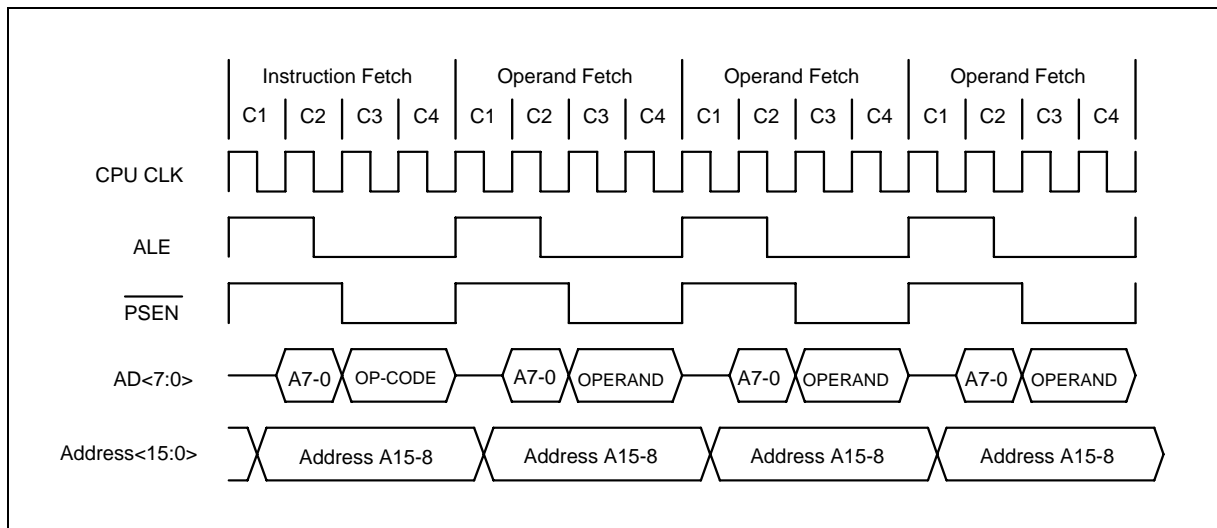 Instruction Fetch Operand Fetch Operand Fetch Operand Fetch
C1 C2 C3 C4 C1 C2 C3 C4 C1 C2 C3 C4 C1 C2 C3 C4
CPU CLK
ALE
PSEN
AD<7:0> A7-0 OP-CODE A7-0 OPERAND A7-0 OPERAND A7-0 OPERAND
Address<15:0> Address A15-8 Address A15-8 Address A15-8 Address A15-8